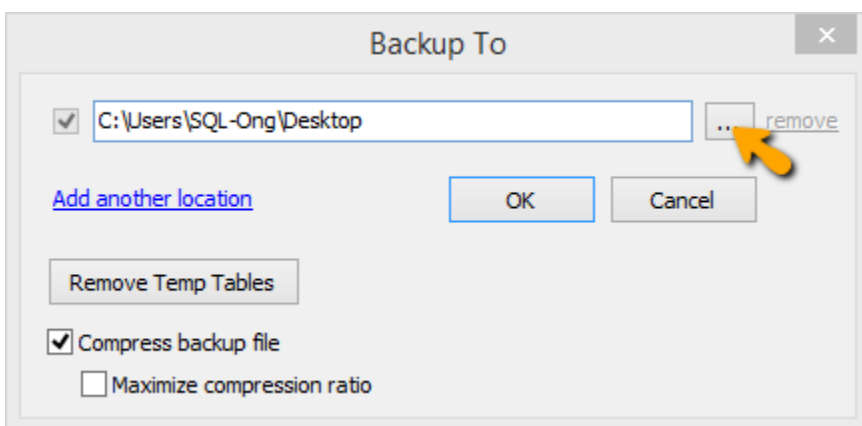 Backup To
C:\Users\SQL-Ong\Desktop
...
remove
Add another location
OK
Cancel
Remove Temp Tables
Compress backup file
Maximize compression ratio